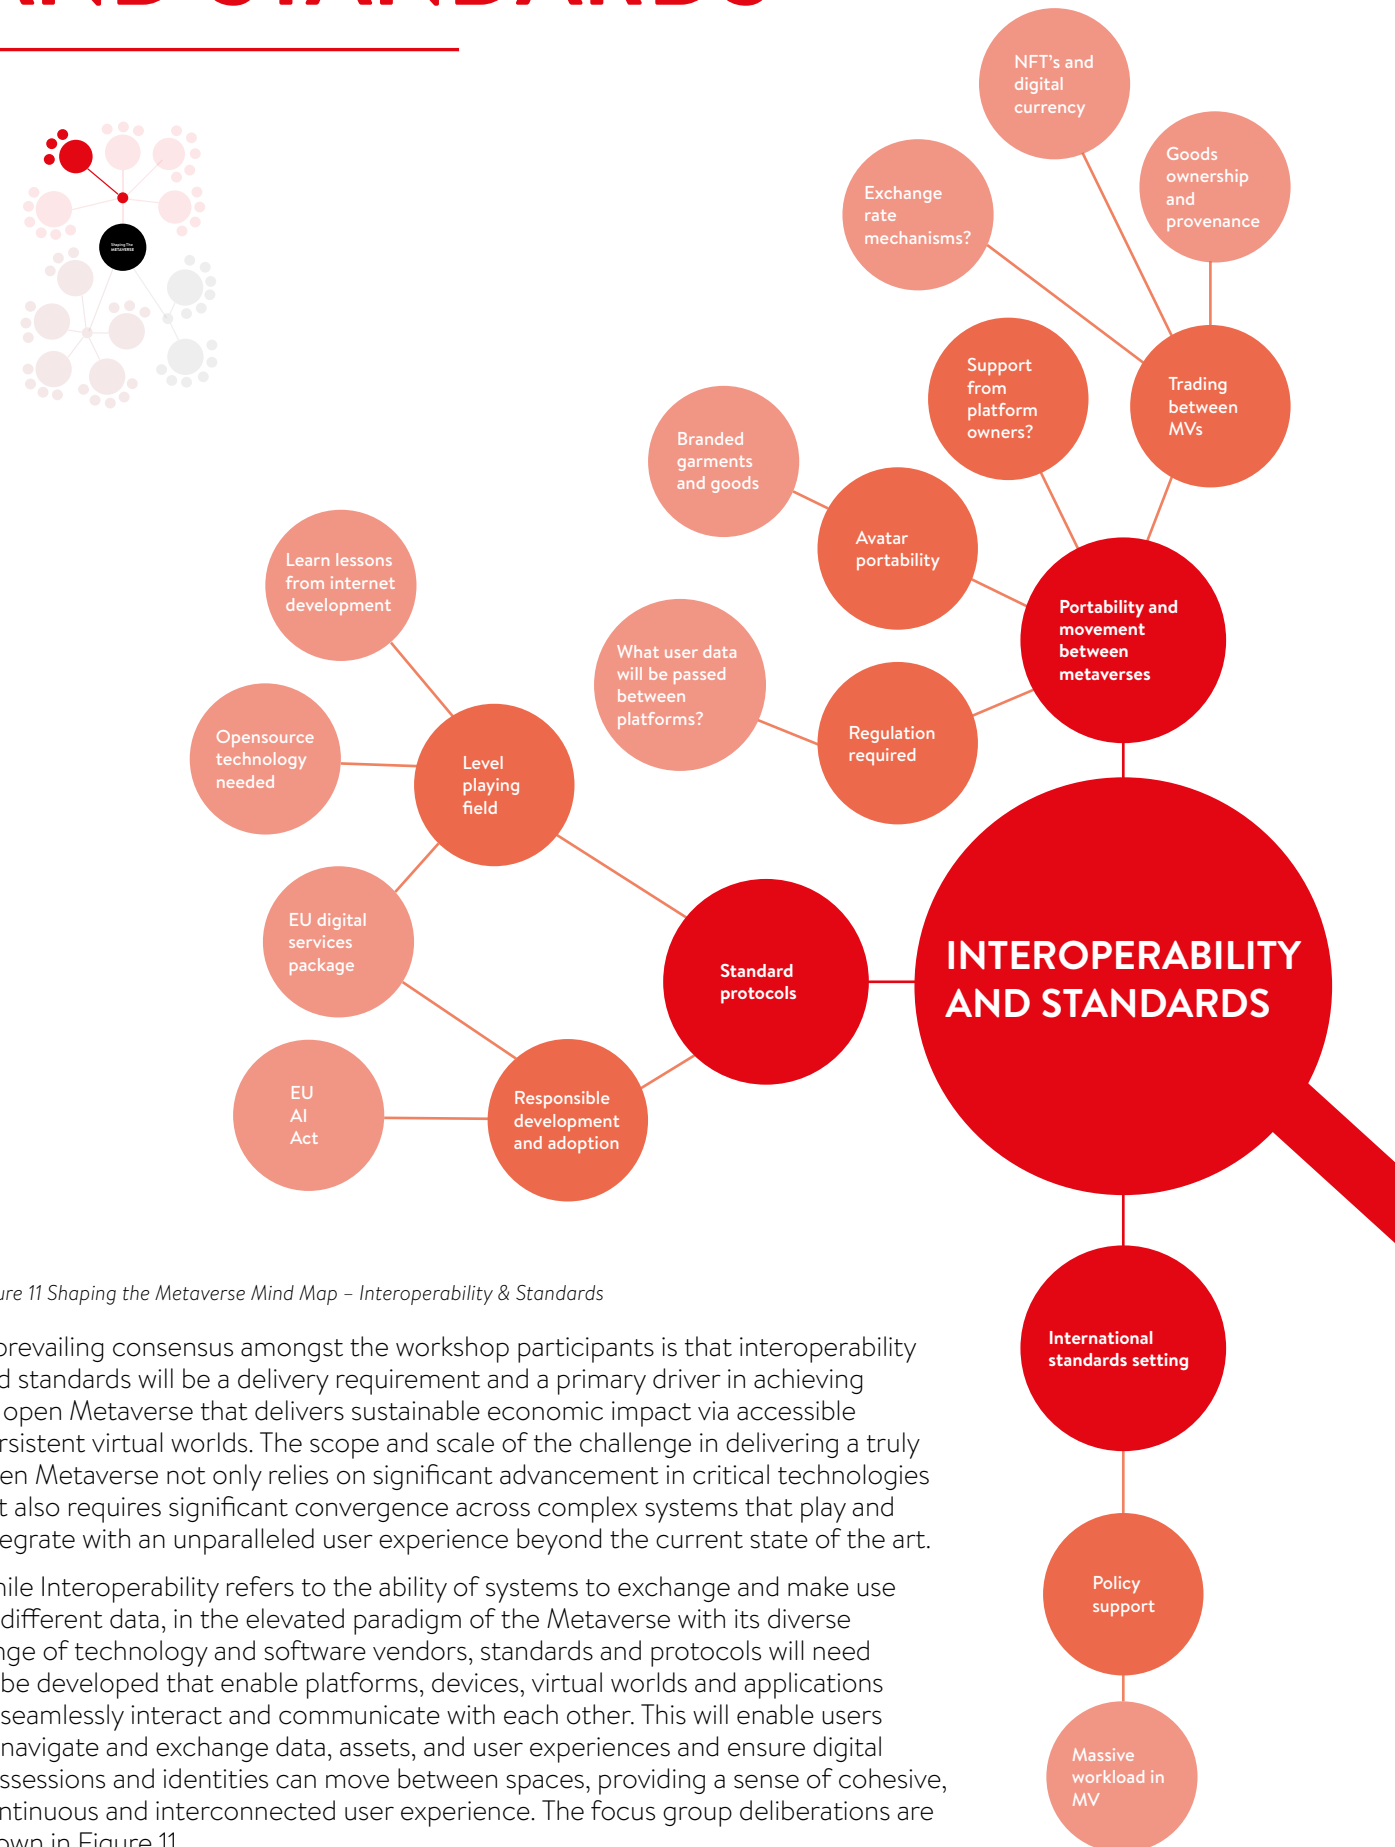 AND STANDARDS
Shaping The
METAVERSE
NFT's and
digital
currency
Goods
ownership
and
provenance
Exchange
rate
mechanisms?
Support
from
platform
owners?
Trading
between
MVs
Branded
garments
and goods
Avatar
portability
Learn lessons
from internet
development
What user data
will be passed
between
platforms?
Portability and
movement
between
metaverses
Regulation
required
Opensource
technology
needed
Level
playing
field
EU digital
services
package
Standard
protocols
INTEROPERABILITY
AND STANDARDS
EU
AI
Act
Responsible
development
and adoption
International
standards setting
Policy
support
Massive
workload in
MV
ure 11 Shaping the Metaverse Mind Map – Interoperability & Standards
prevailing consensus amongst the workshop participants is that interoperability
d standards will be a delivery requirement and a primary driver in achieving
open Metaverse that delivers sustainable economic impact via accessible
rsistent virtual worlds. The scope and scale of the challenge in delivering a truly
en Metaverse not only relies on significant advancement in critical technologies
t also requires significant convergence across complex systems that play and
egrate with an unparalleled user experience beyond the current state of the art.
hile Interoperability refers to the ability of systems to exchange and make use
different data, in the elevated paradigm of the Metaverse with its diverse
nge of technology and software vendors, standards and protocols will need
be developed that enable platforms, devices, virtual worlds and applications
seamlessly interact and communicate with each other. This will enable users
navigate and exchange data, assets, and user experiences and ensure digital
ssessions and identities can move between spaces, providing a sense of cohesive,
ntinuous and interconnected user experience. The focus group deliberations are
own in Figure 11